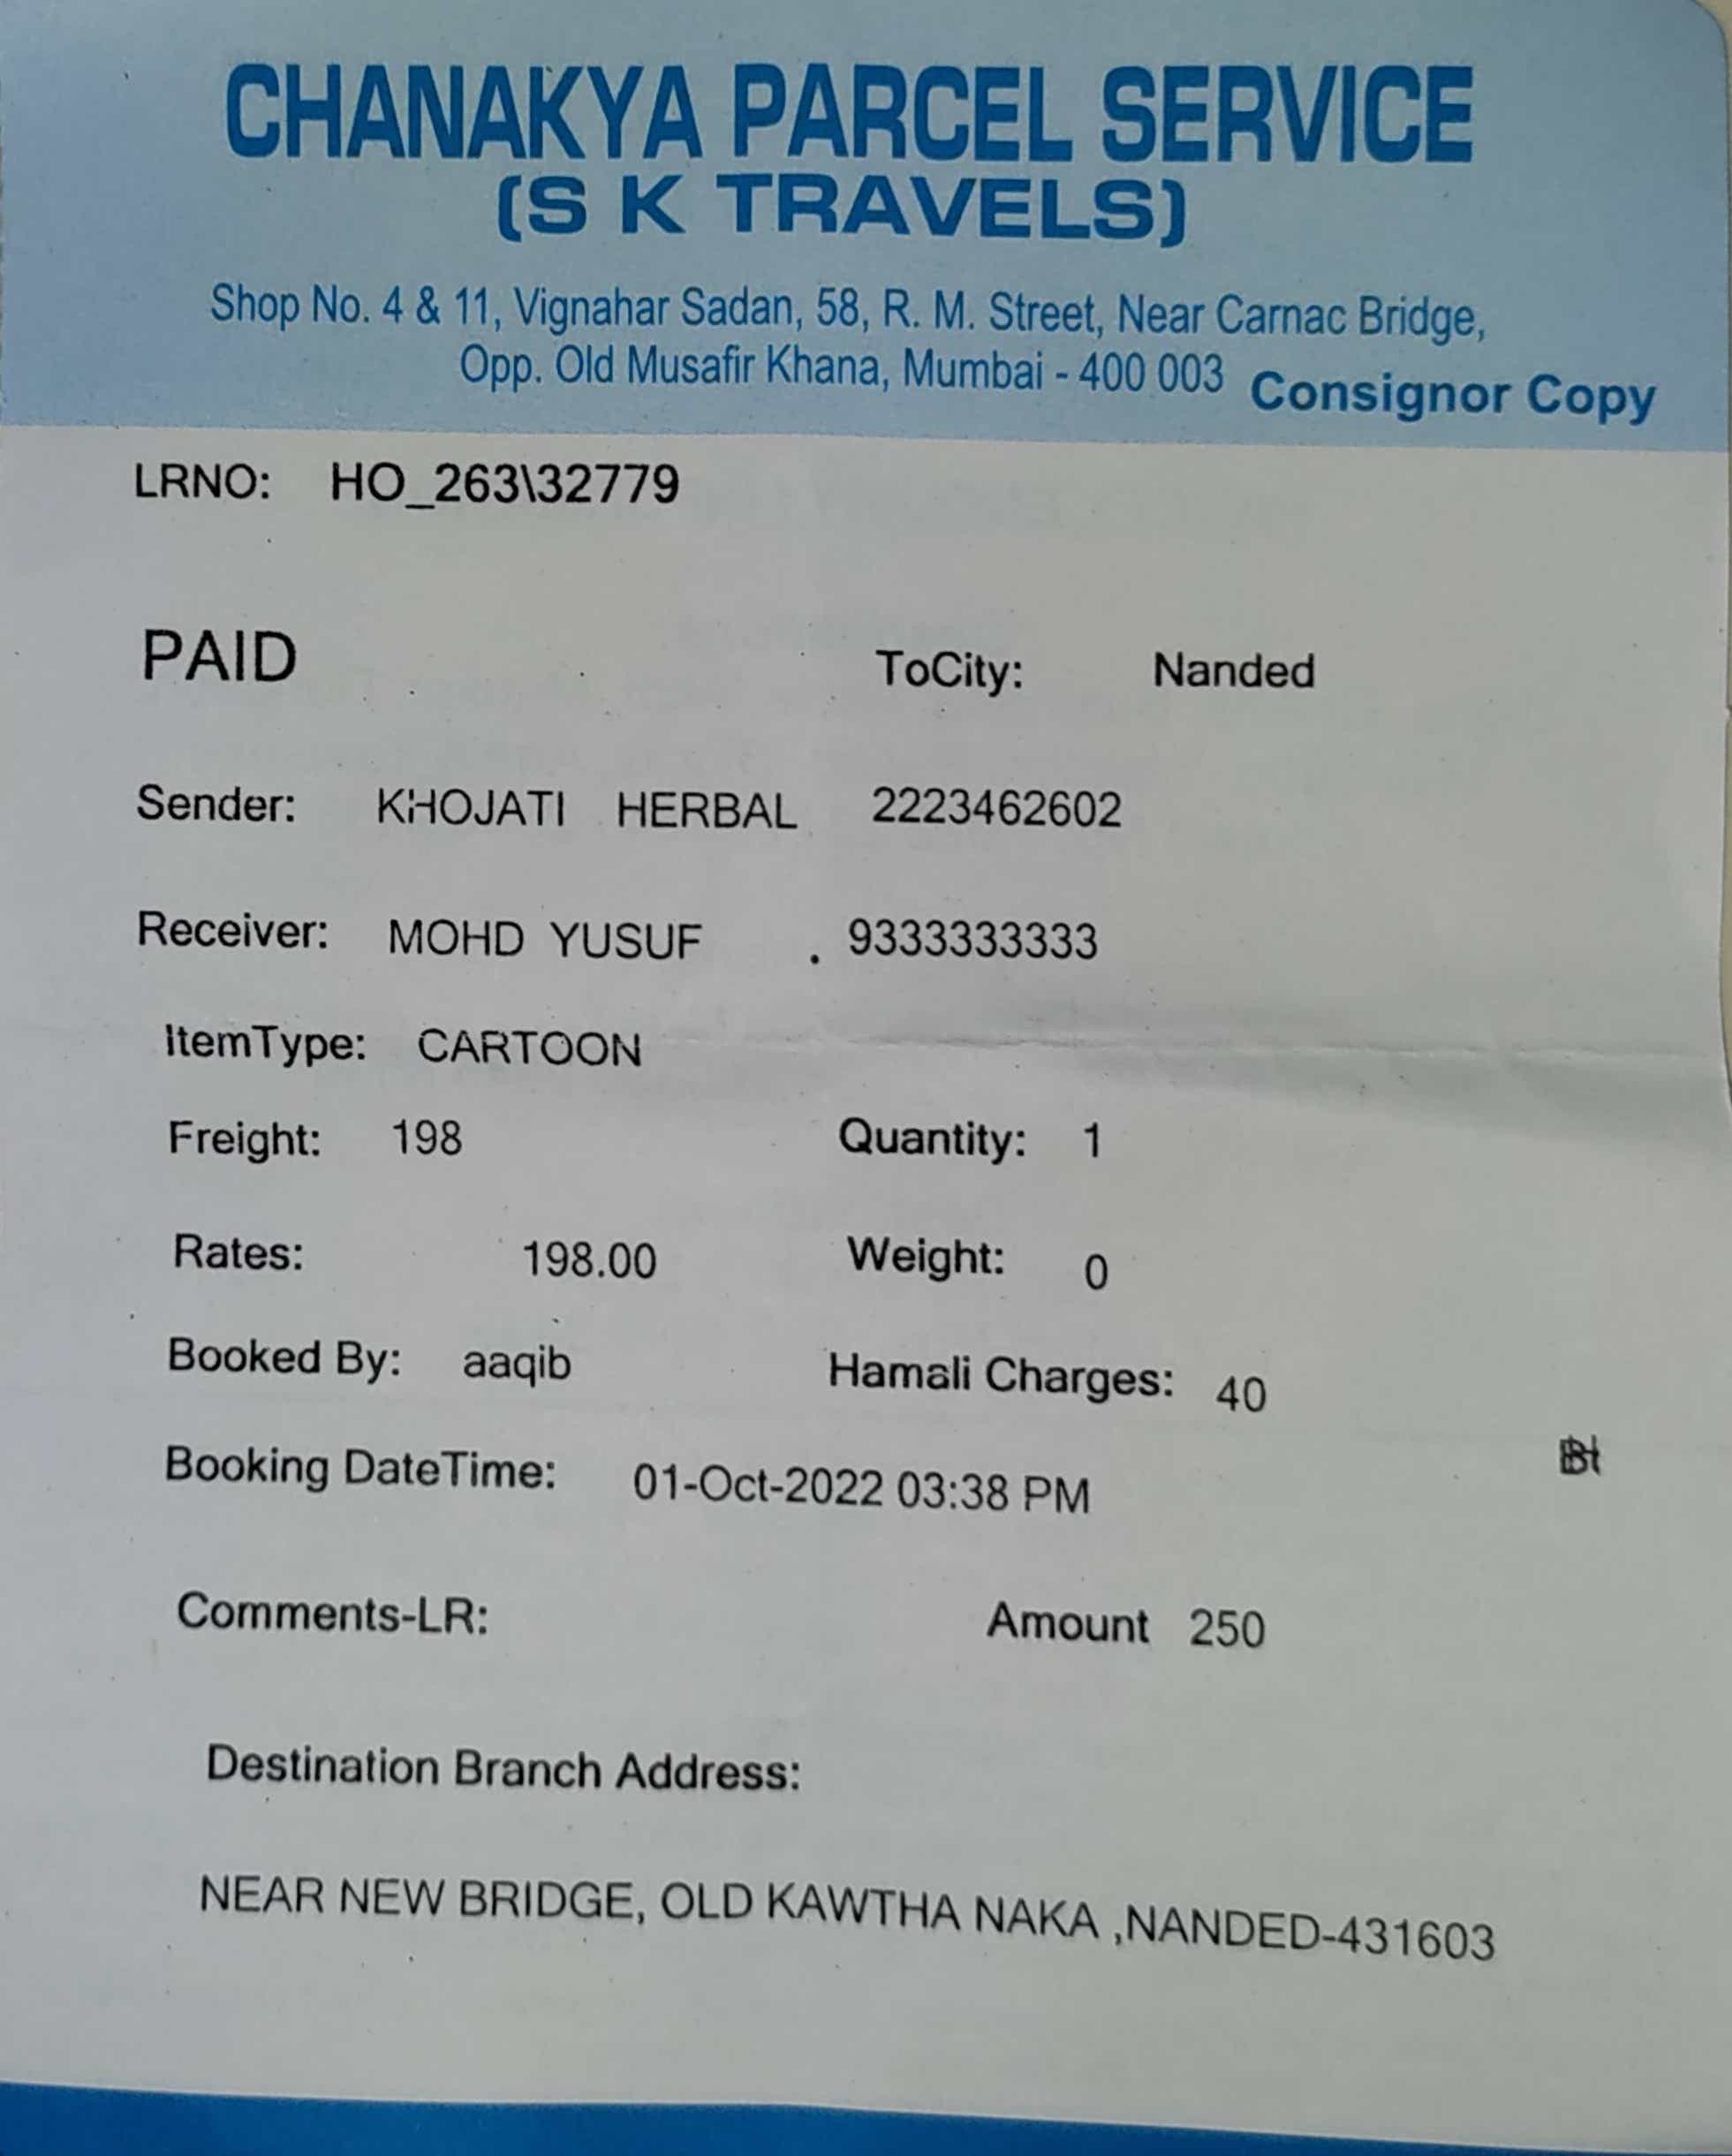 CHANAKYA PARCEL SERVICE
(S K TRAVELS)
Shop No. 4 & 11, Vignahar Sadan, 58, R. M. Street, Near Carnac Bridge,
Opp. Old Musafir Khana, Mumbai - 400 003 Consignor Copy
LRNO: HO_263\32779
PAID ToCity: Nanded
Sender: KHOJATI HERBAL 2223462602
Receiver: MOHD YUSUF . 9333333333
ItemType: CARTOON
Freight: 198 Quantity: 1
Rates: 198.00 Weight: 0
Booked By: aaqib Hamali Charges: 40
Booking DateTime: 01-Oct-2022 03:38 PM
Comments-LR: Amount 250
Destination Branch Address:
NEAR NEW BRIDGE, OLD KAWTHA NAKA ,NANDED-431603